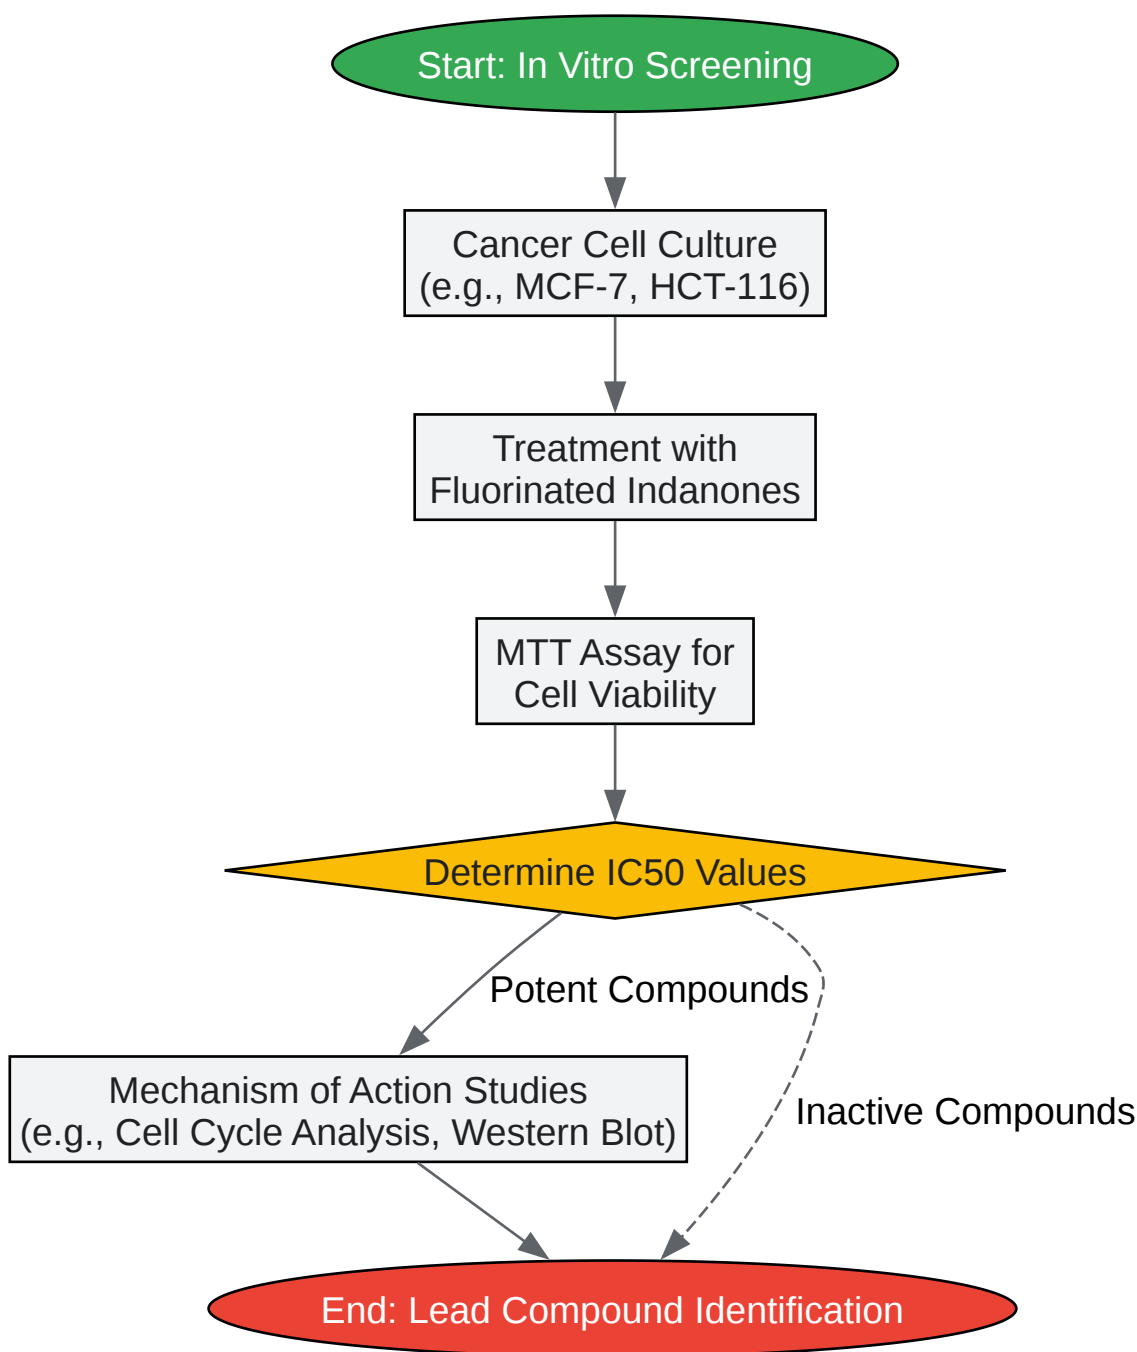 Start: In Vitro Screening
Cancer Cell Culture
(e.g., MCF-7, HCT-116)
Treatment with
Fluorinated Indanones
MTT Assay for
Cell Viability
Determine IC50 Values
Potent Compounds
Mechanism of Action Studies
(e.g., Cell Cycle Analysis, Western Blot)
Inactive Compounds
End: Lead Compound Identification